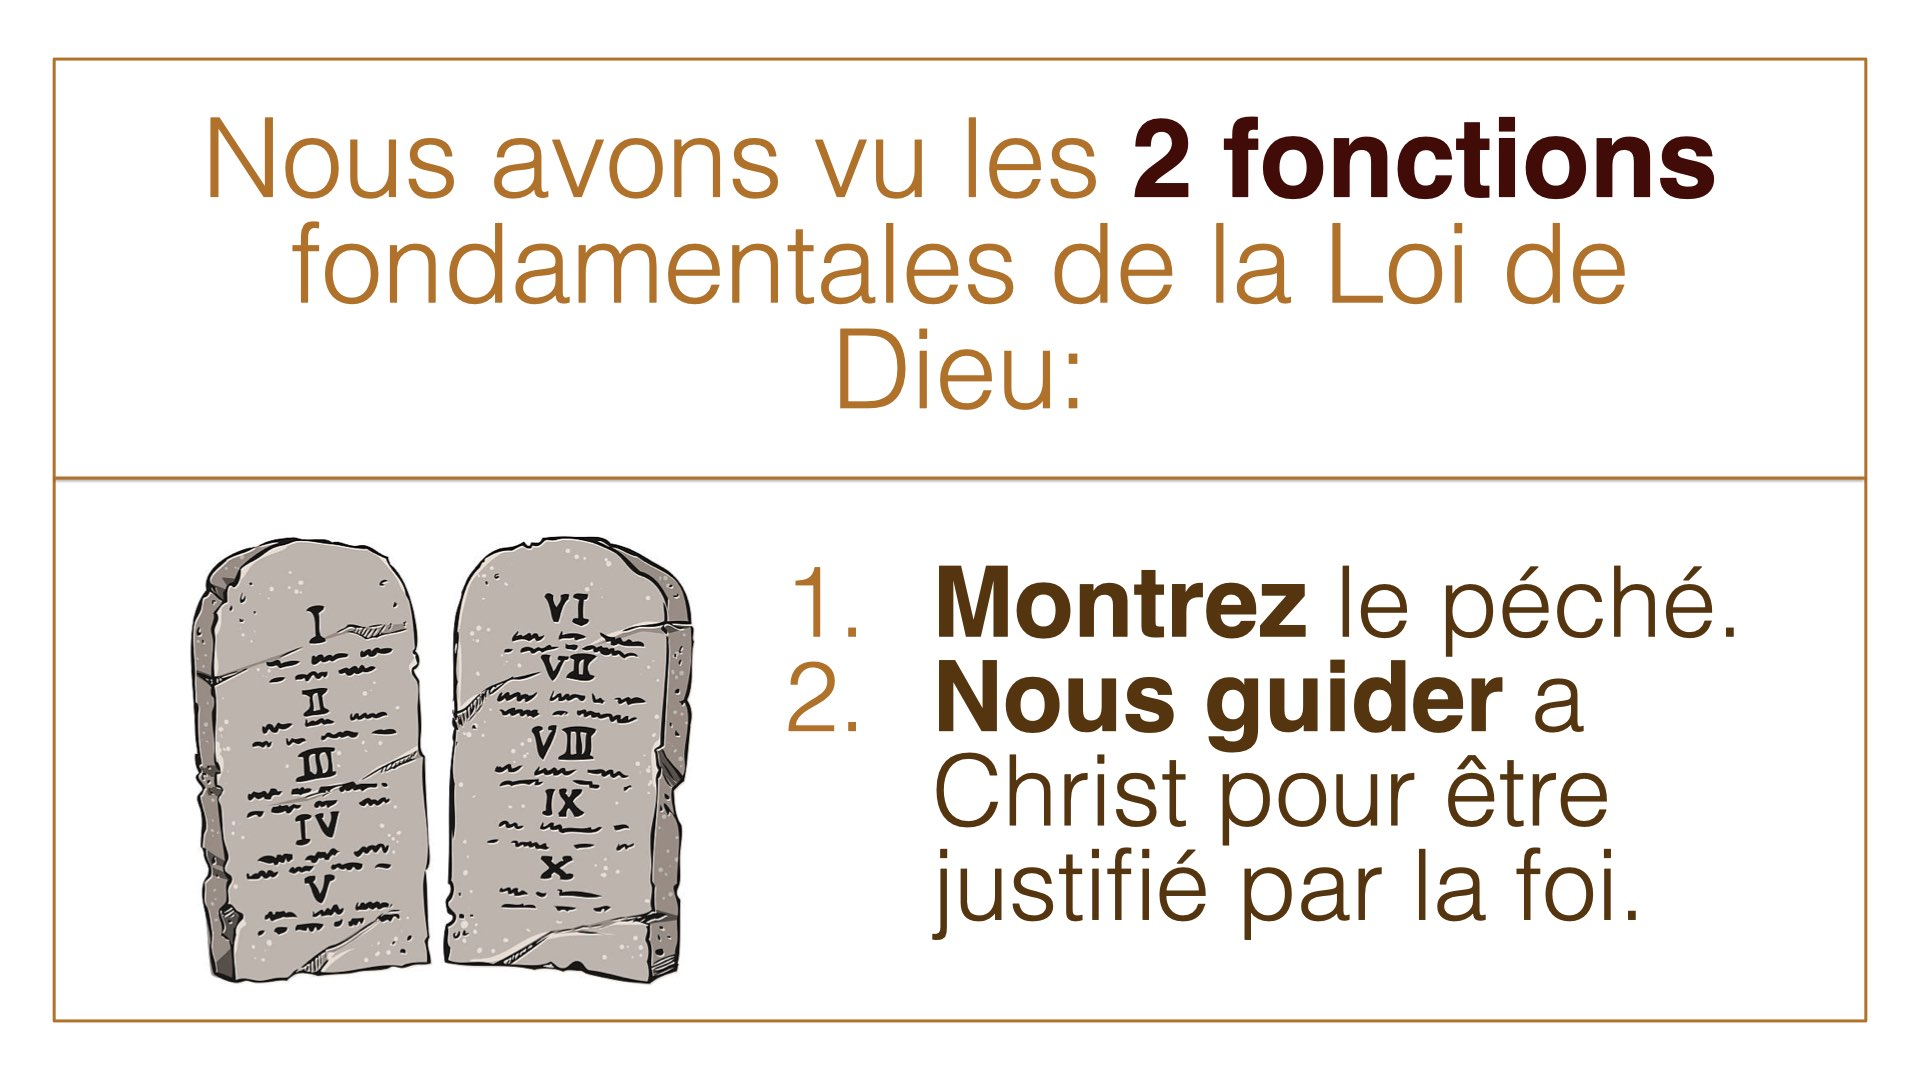 Nous avons vu les 2 fonctions
fondamentales de la Loi de
Dieu:
I
II
III
IV
V
VI
VII
VIII
IX
X
1. Montrez le péché.
2. Nous guider a
Christ pour être
justifié par la foi.